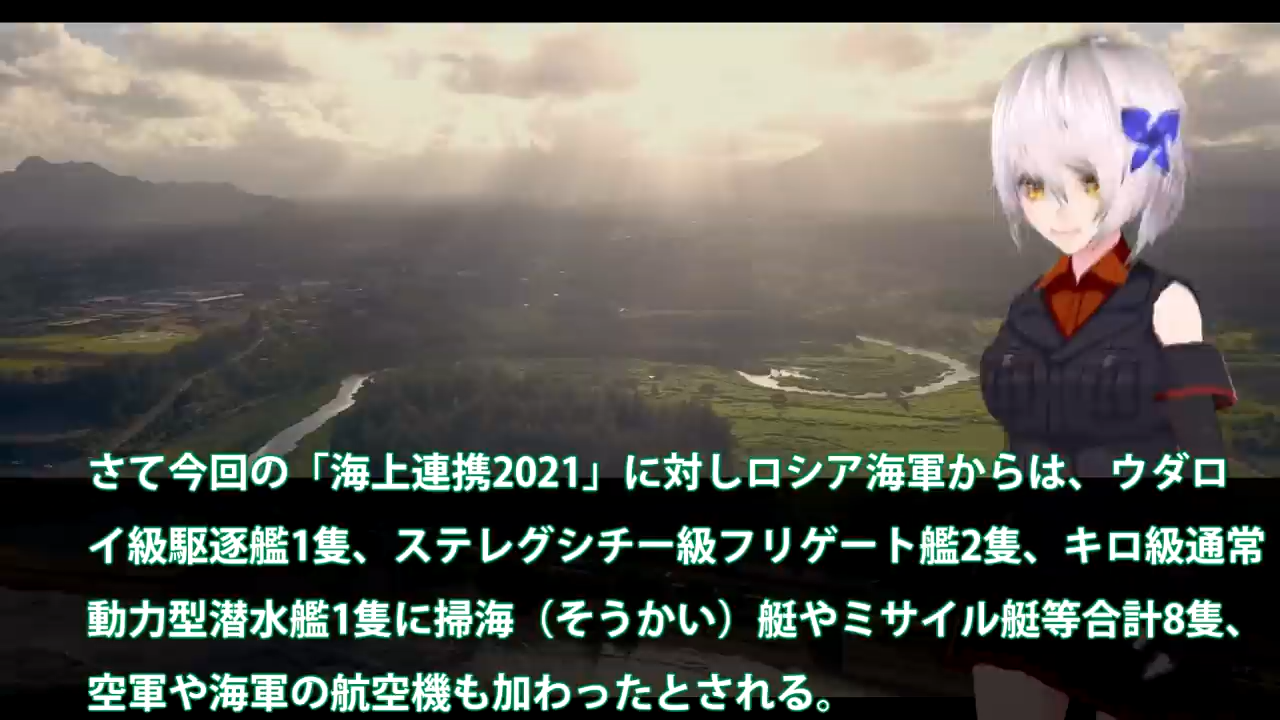 さて今回の「海上連携2021」に対しロシア海軍からは、ウダロ
イ級駆逐艦1隻、ステレグシチー級フリゲート艦2隻、キロ級通常
動力型潜水艦1隻に掃海（そうかい）艇やミサイル艇等合計8隻、
空軍や海軍の航空機も加わったとされる。